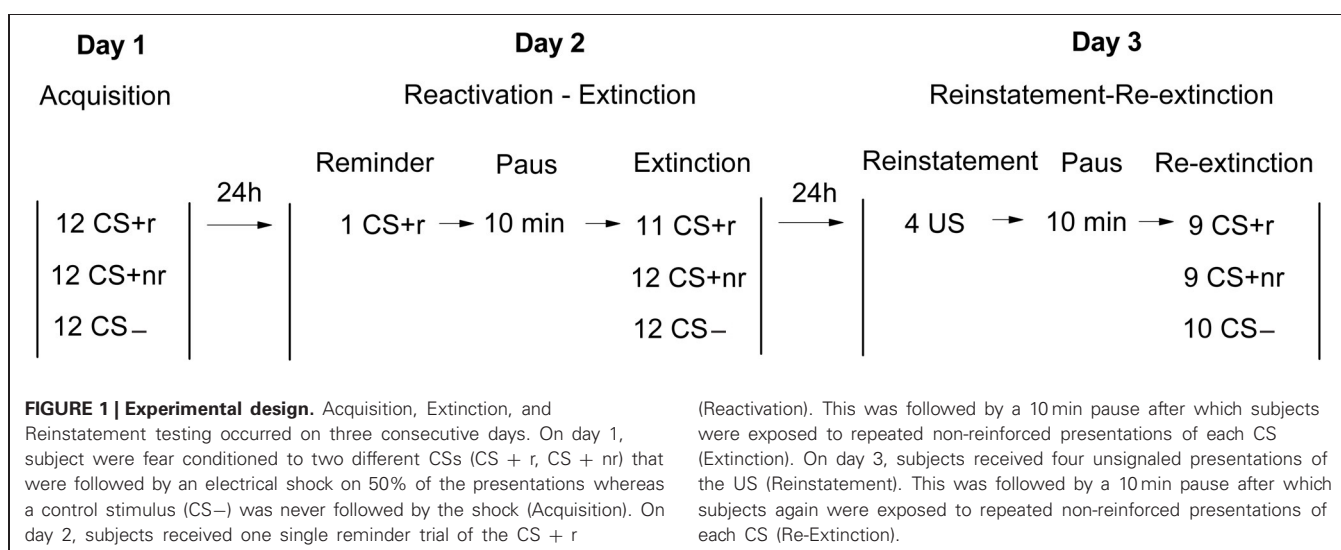 Day 1 Day 2 Day 3
Acquisition Reactivation - Extinction Reinstatement-Re-extinction
Reminder Paus Extinction Reinstatement Paus Re-extinction
12 CS+r 24h 1 CS+r 10 min 11 CS+r 24h 4 US 10 min 9 CS+r
12 CS+nr 12 CS+nr 9 CS+nr
12 CS– 12 CS– 10 CS–
FIGURE 1 | Experimental design. Acquisition, Extinction, and
Reinstatement testing occurred on three consecutive days. On day 1,
subject were fear conditioned to two different CSs (CS + r, CS + nr) that
were followed by an electrical shock on 50% of the presentations whereas
a control stimulus (CS−) was never followed by the shock (Acquisition). On
day 2, subjects received one single reminder trial of the CS + r
(Reactivation). This was followed by a 10 min pause after which subjects
were exposed to repeated non-reinforced presentations of each CS
(Extinction). On day 3, subjects received four unsignaled presentations of
the US (Reinstatement). This was followed by a 10 min pause after which
subjects again were exposed to repeated non-reinforced presentations of
each CS (Re-Extinction).